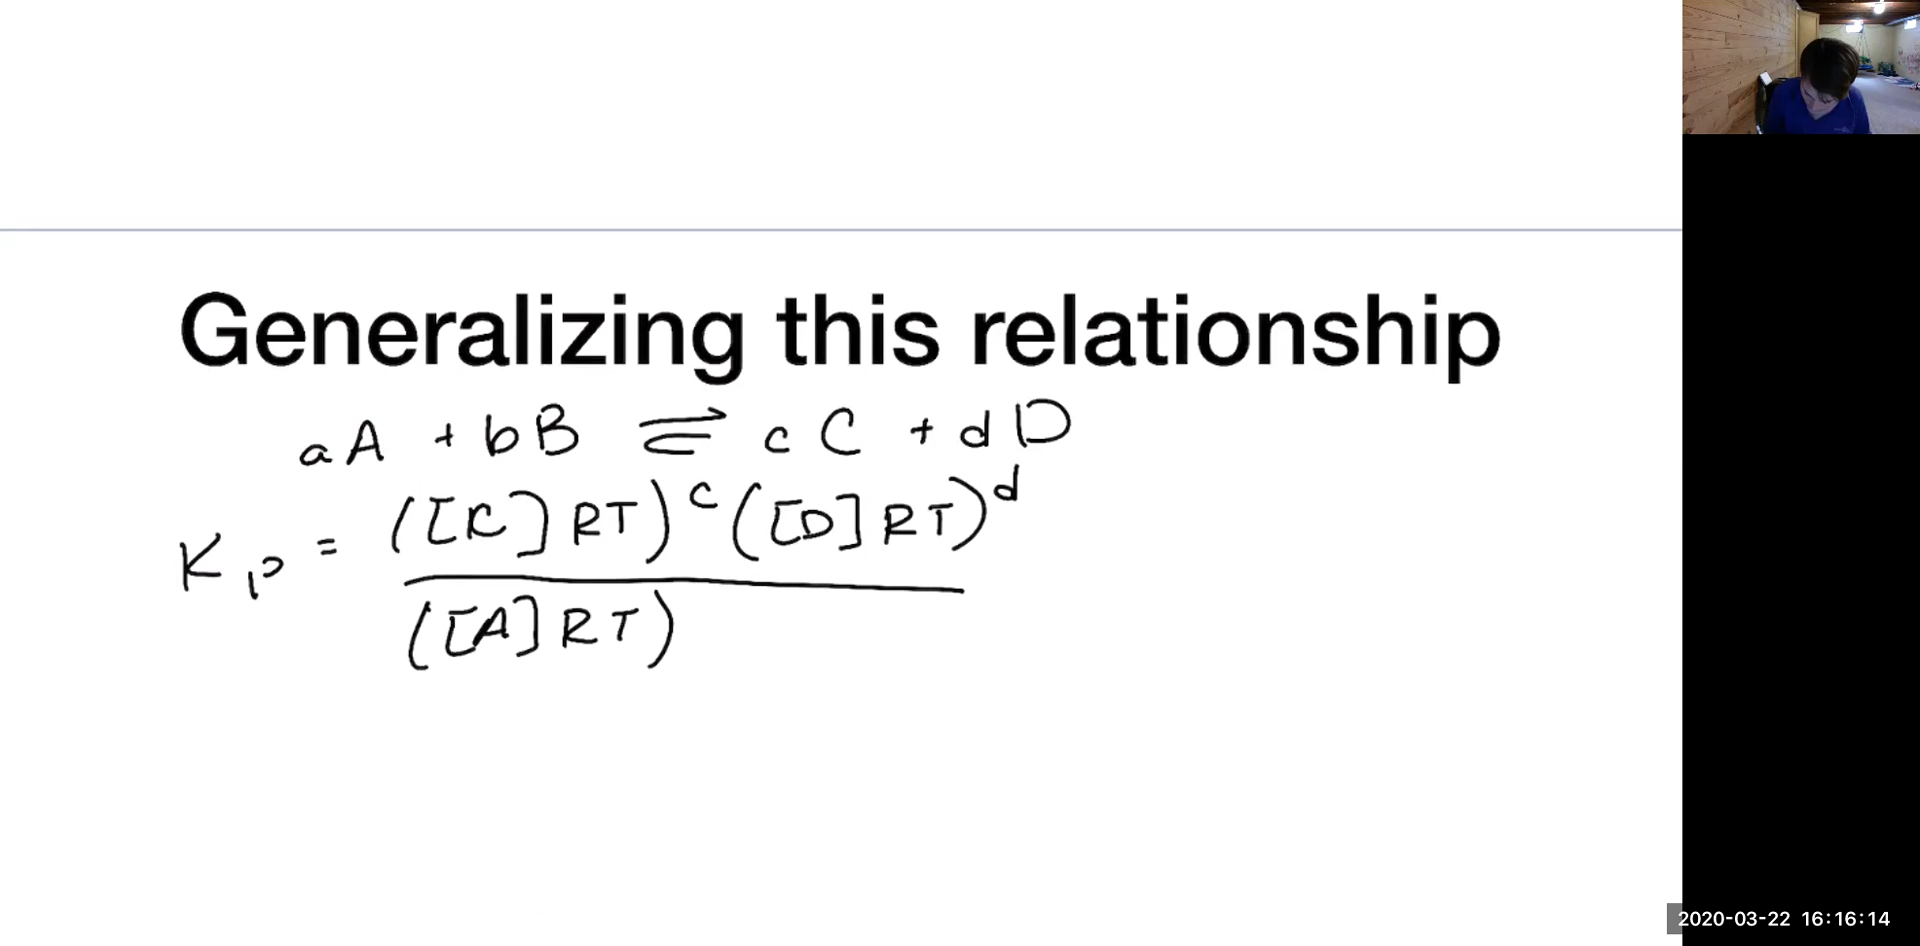 Generalizing this relationship
aA + bB ⇌ cC + dD
Kp = ([C]RT)^c ([D]RT)^d
([A]RT)
2020-03-22 16:16:14